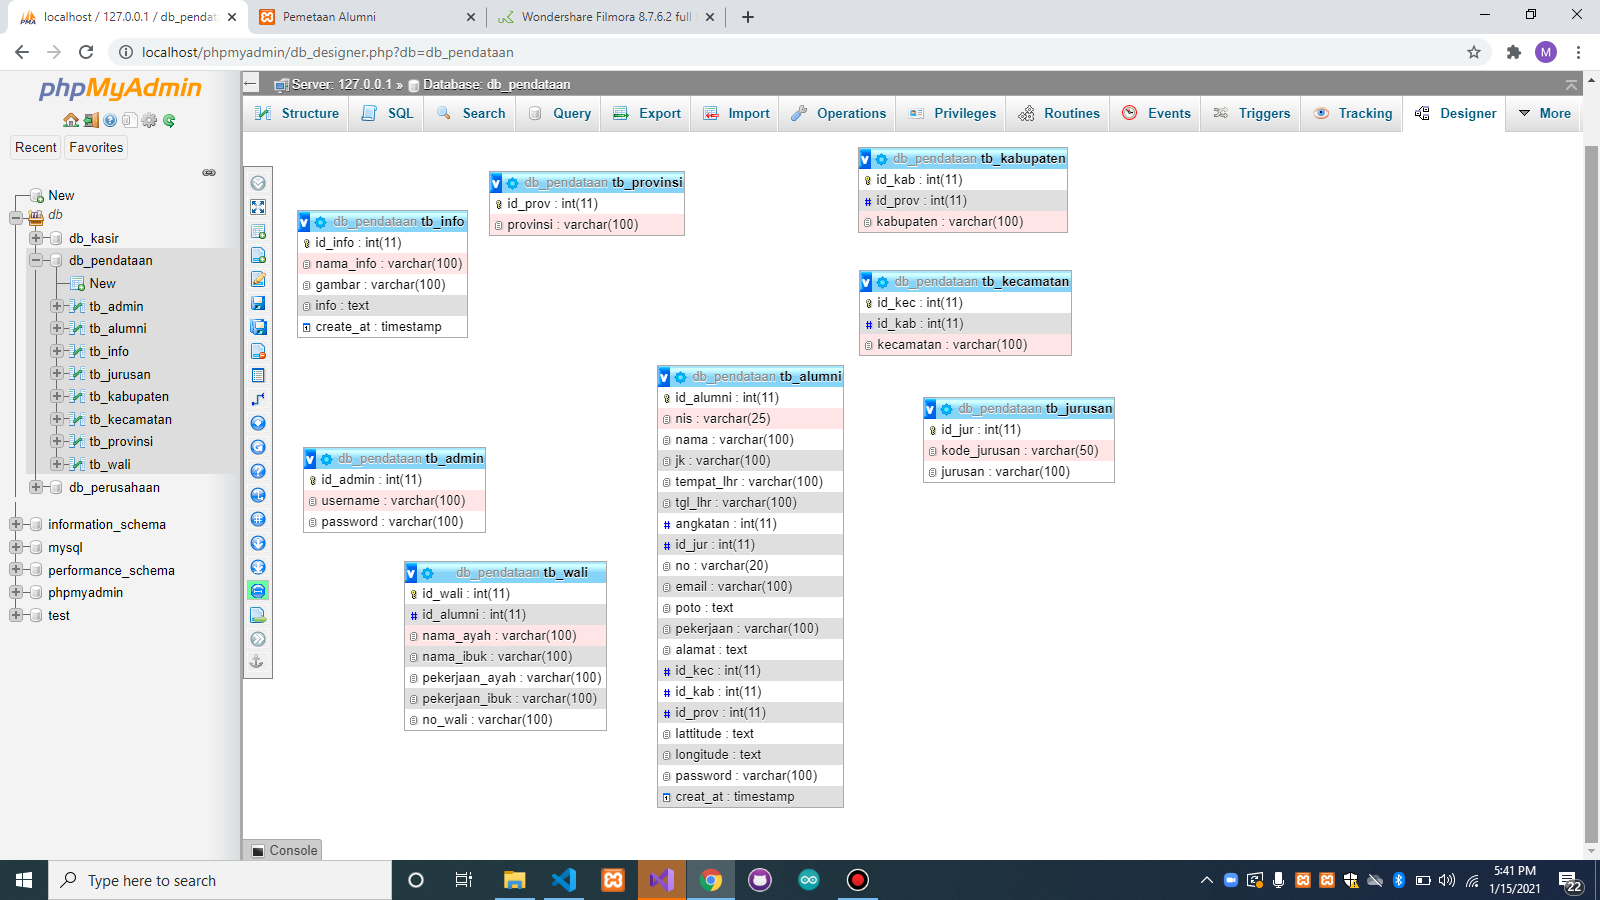 localhost / 127.0.0.1 / db_pendat
Pemetaan Alumni
Wondershare Filmora 8.7.6.2 full
localhost/phpmyadmin/db_designer.php?db=db_pendataan
M
phpMyAdmin
Recent
Favorites
New
db
db_kasir
db_pendataan
New
tb_admin
tb_alumni
tb_info
tb_jurusan
tb_kabupaten
tb_kecamatan
tb_provinsi
tb_wali
db_perusahaan
information_schema
mysql
performance_schema
phpmyadmin
test
Server: 127.0.0.1 » Database: db_pendataan
Structure
SQL
Search
Query
Export
Import
Operations
Privileges
Routines
Events
Triggers
Tracking
Designer
More
db_pendataan tb_info
id_info : int(11)
nama_info : varchar(100)
gambar : varchar(100)
info : text
create_at : timestamp
db_pendataan tb_provinsi
id_prov : int(11)
provinsi : varchar(100)
db_pendataan tb_kabupaten
id_kab : int(11)
# id_prov : int(11)
kabupaten : varchar(100)
db_pendataan tb_kecamatan
id_kec : int(11)
# id_kab : int(11)
kecamatan : varchar(100)
db_pendataan tb_jurusan
id_jur : int(11)
kode_jurusan : varchar(50)
jurusan : varchar(100)
db_pendataan tb_admin
id_admin : int(11)
username : varchar(100)
password : varchar(100)
db_pendataan tb_wali
id_wali : int(11)
# id_alumni : int(11)
nama_ayah : varchar(100)
nama_ibuk : varchar(100)
pekerjaan_ayah : varchar(100)
pekerjaan_ibuk : varchar(100)
no_wali : varchar(100)
db_pendataan tb_alumni
id_alumni : int(11)
nis : varchar(25)
nama : varchar(100)
jk : varchar(100)
tempat_lhr : varchar(100)
tgl_lhr : varchar(100)
# angkatan : int(11)
# id_jur : int(11)
no : varchar(20)
email : varchar(100)
poto : text
pekerjaan : varchar(100)
alamat : text
# id_kec : int(11)
# id_kab : int(11)
# id_prov : int(11)
lattitude : text
longitude : text
password : varchar(100)
creat_at : timestamp
Console
Type here to search
5:41 PM
1/15/2021
22